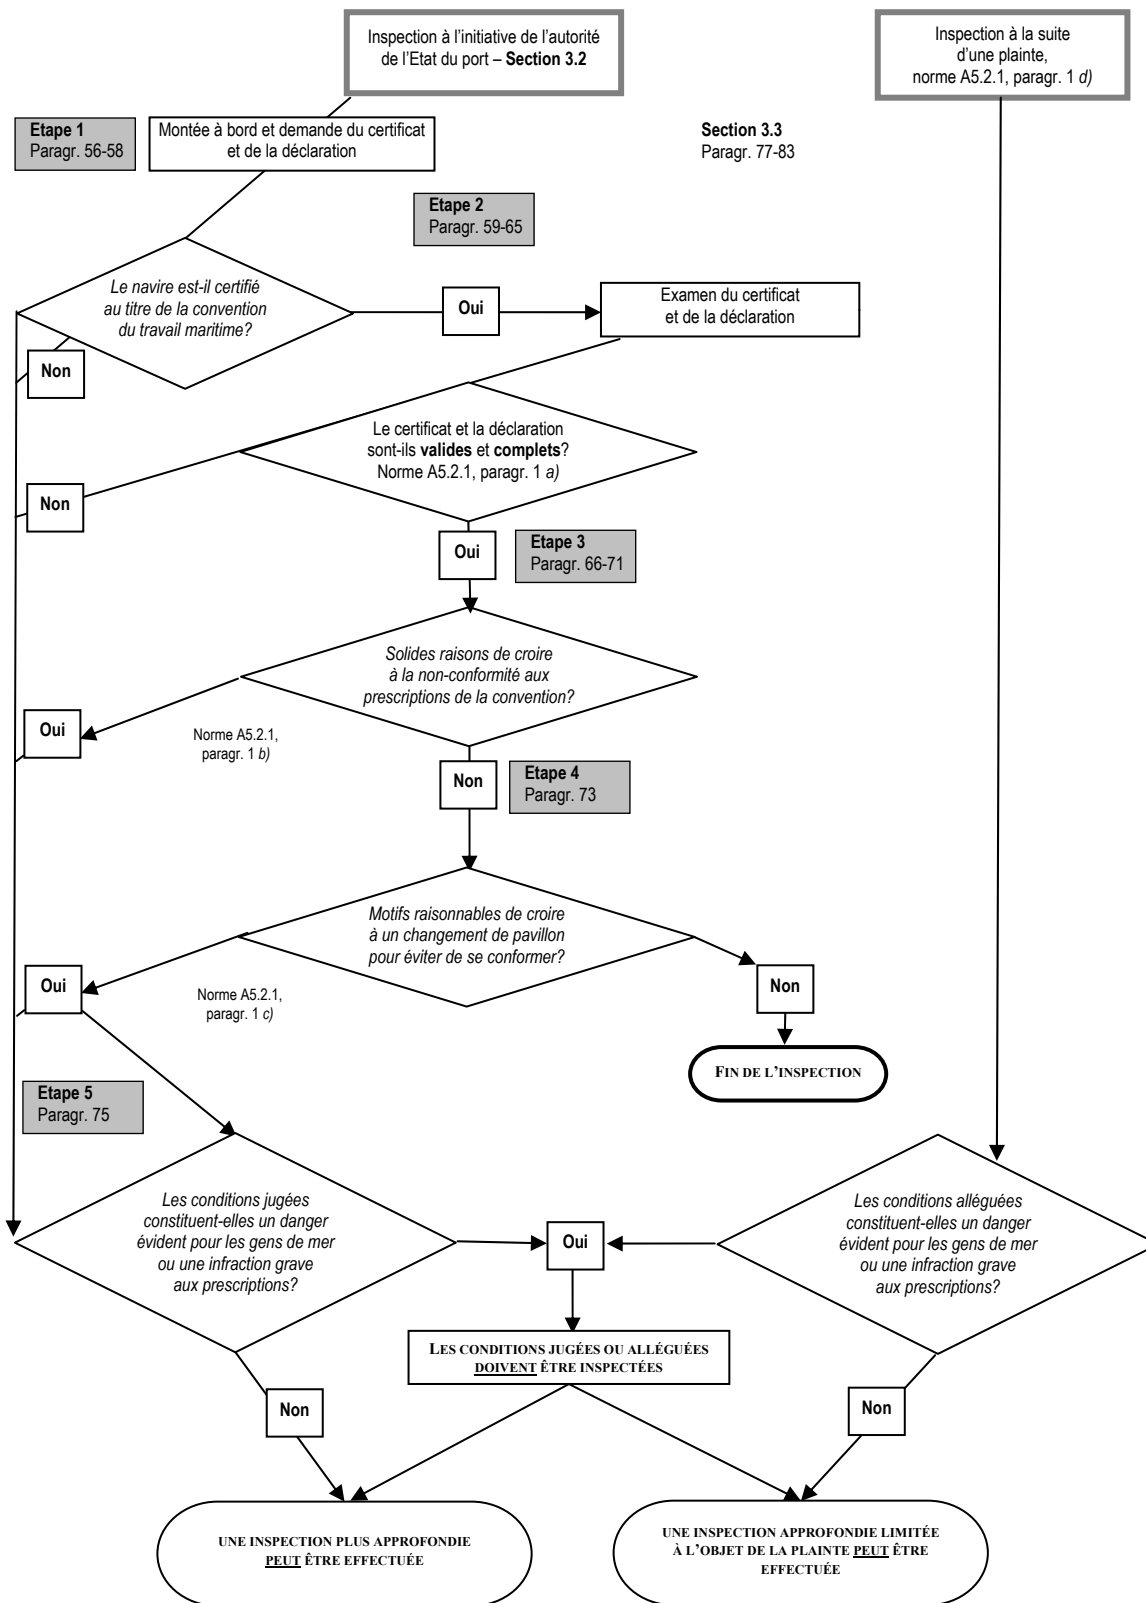 Inspection à l'initiative de l'autorité
de l'Etat du port – Section 3.2
Inspection à la suite
d'une plainte,
norme A5.2.1, paragr. 1 d)
Etape 1
Paragr. 56-58
Montée à bord et demande du certificat
et de la déclaration
Section 3.3
Paragr. 77-83
Etape 2
Paragr. 59-65
Le navire est-il certifié
au titre de la convention
du travail maritime?
Oui
Examen du certificat
et de la déclaration
Non
Le certificat et la déclaration
sont-ils valides et complets?
Norme A5.2.1, paragr. 1 a)
Non
Oui
Etape 3
Paragr. 66-71
Solides raisons de croire
à la non-conformité aux
prescriptions de la convention?
Oui
Norme A5.2.1,
paragr. 1 b)
Non
Etape 4
Paragr. 73
Motifs raisonnables de croire
à un changement de pavillon
pour éviter de se conformer?
Oui
Norme A5.2.1,
paragr. 1 c)
Non
FIN DE L'INSPECTION
Etape 5
Paragr. 75
Les conditions jugées
constituent-elles un danger
évident pour les gens de mer
ou une infraction grave
aux prescriptions?
Oui
Les conditions alléguées
constituent-elles un danger
évident pour les gens de mer
ou une infraction grave
aux prescriptions?
LES CONDITIONS JUGÉES OU ALLÉGUÉES
DOIVENT ÊTRE INSPECTÉES
Non
Non
UNE INSPECTION PLUS APPROFONDIE
PEUT ÊTRE EFFECTUÉE
UNE INSPECTION APPROFONDIE LIMITÉE
À L'OBJET DE LA PLAINTE PEUT ÊTRE
EFFECTUÉE